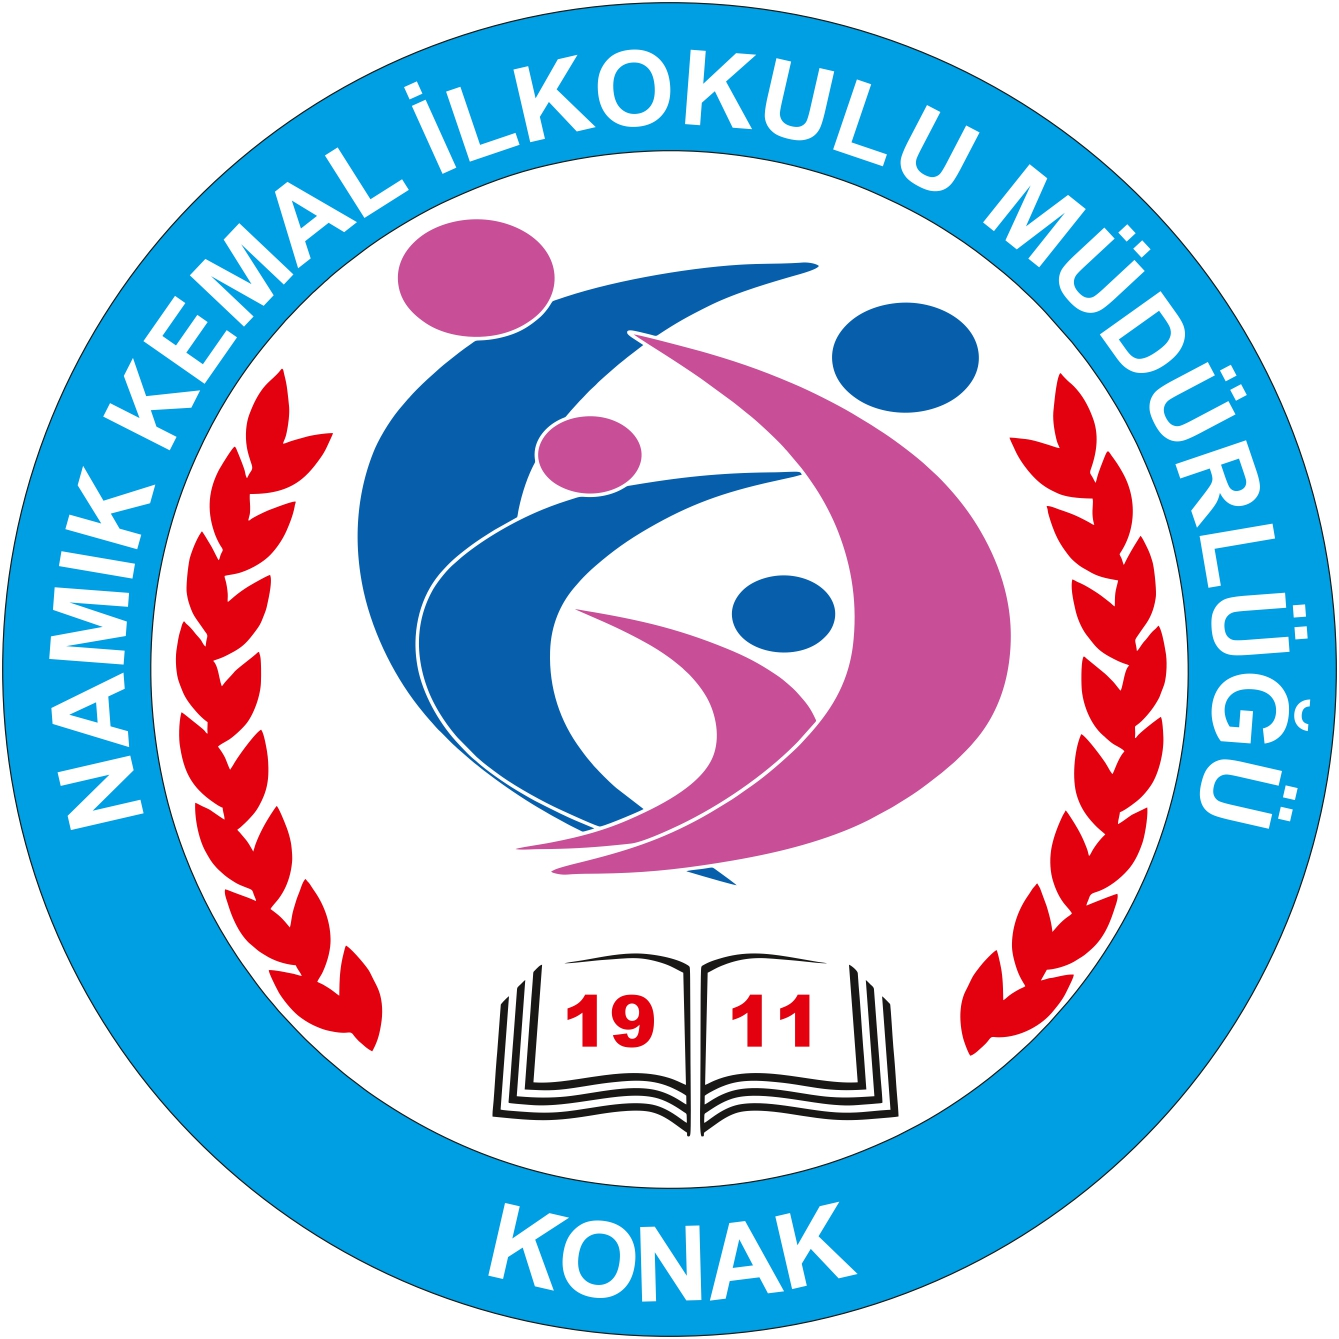 NAMIK KEMAL İLKOKULU MÜDÜRLÜĞÜ
19 11
KONAK